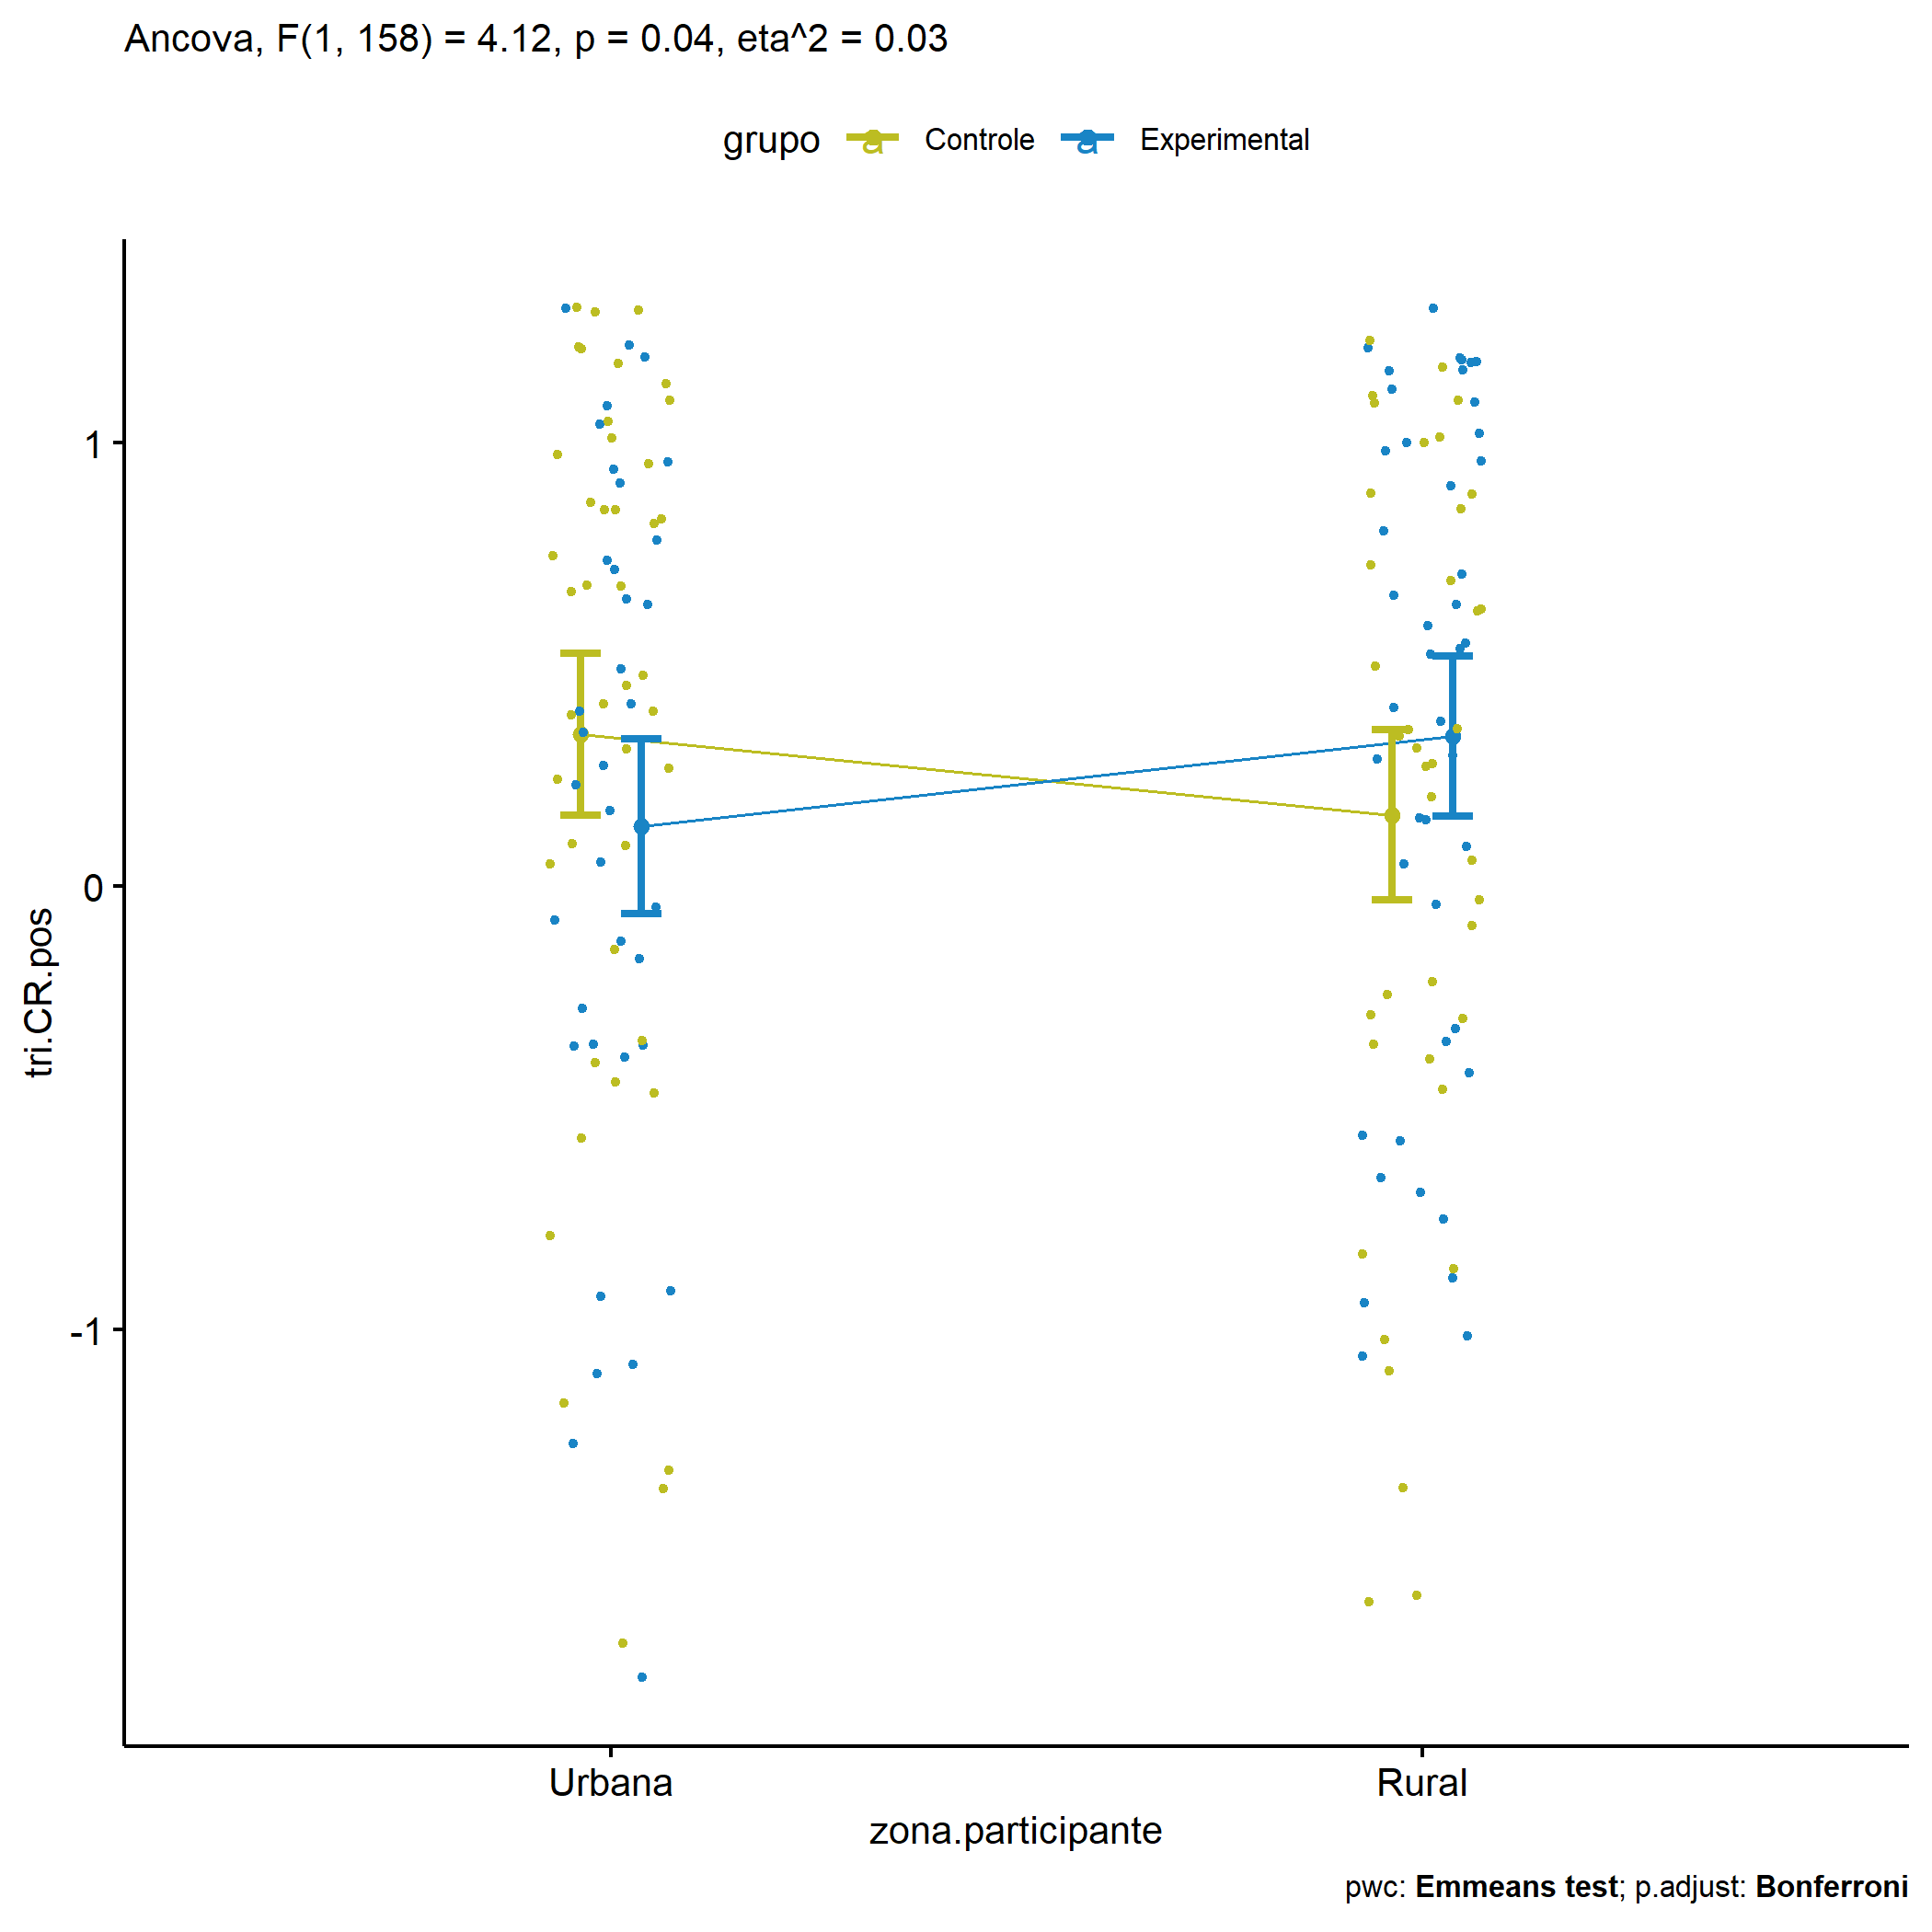 Ancova, F(1, 158) = 4.12, p = 0.04, eta^2 = 0.03
grupo a Controle a Experimental
1
0
-1
tri.CR.pos
Urbana Rural
zona.participante
pwc: Emmeans test; p.adjust: Bonferroni